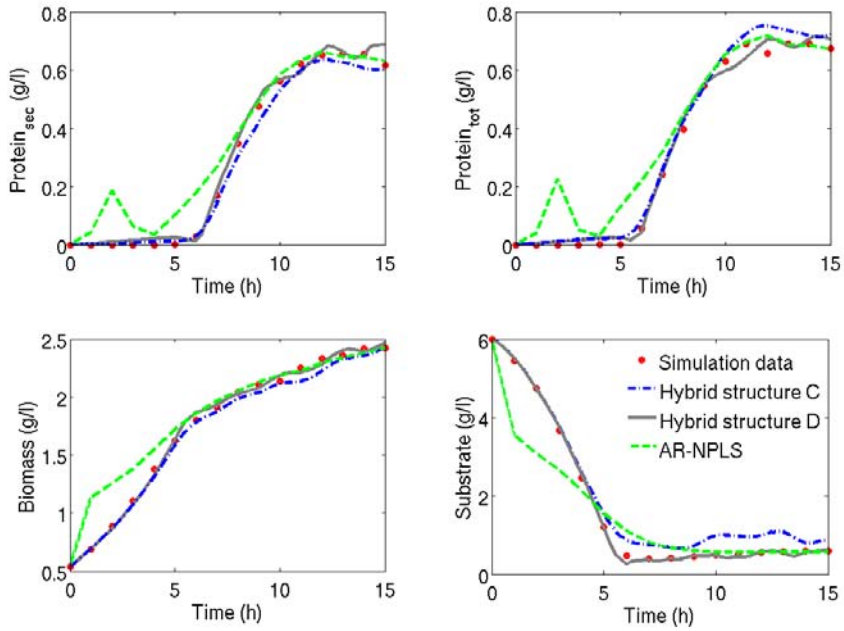 0.8
0.6
0.4
0.2
0
Protein_sec (g/l)
0 5 10 15
Time (h)
0.8
0.6
0.4
0.2
0
Protein_tot (g/l)
0 5 10 15
Time (h)
2.5
2
1.5
1
0.5
Biomass (g/l)
0 5 10 15
Time (h)
6
4
2
0
Substrate (g/l)
Simulation data
Hybrid structure C
Hybrid structure D
AR-NPLS
0 5 10 15
Time (h)